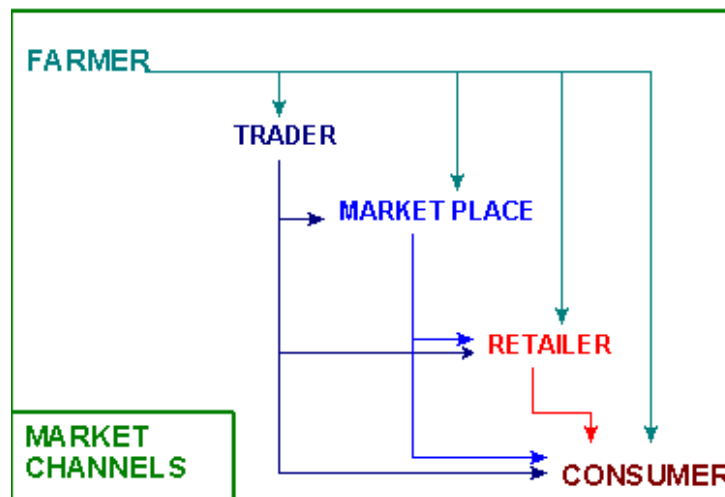 FARMER
TRADER
MARKET PLACE
RETAILER
MARKET
CHANNELS
CONSUMER